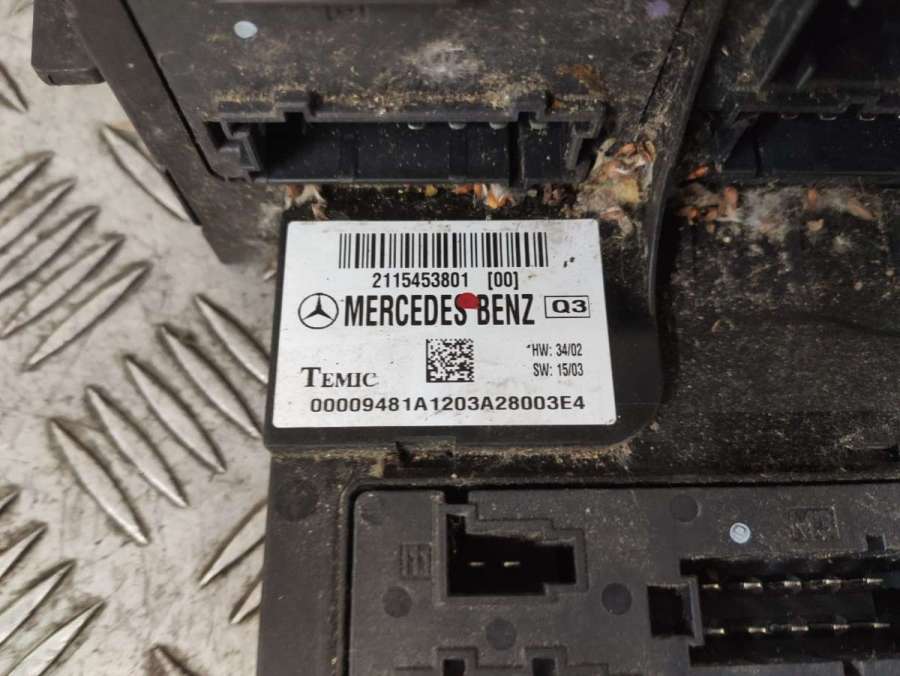 2115453801 [00]
MERCEDES BENZ Q3
HW: 34/02
SW: 15/03
TEMIC
00009481A1203A28003E4